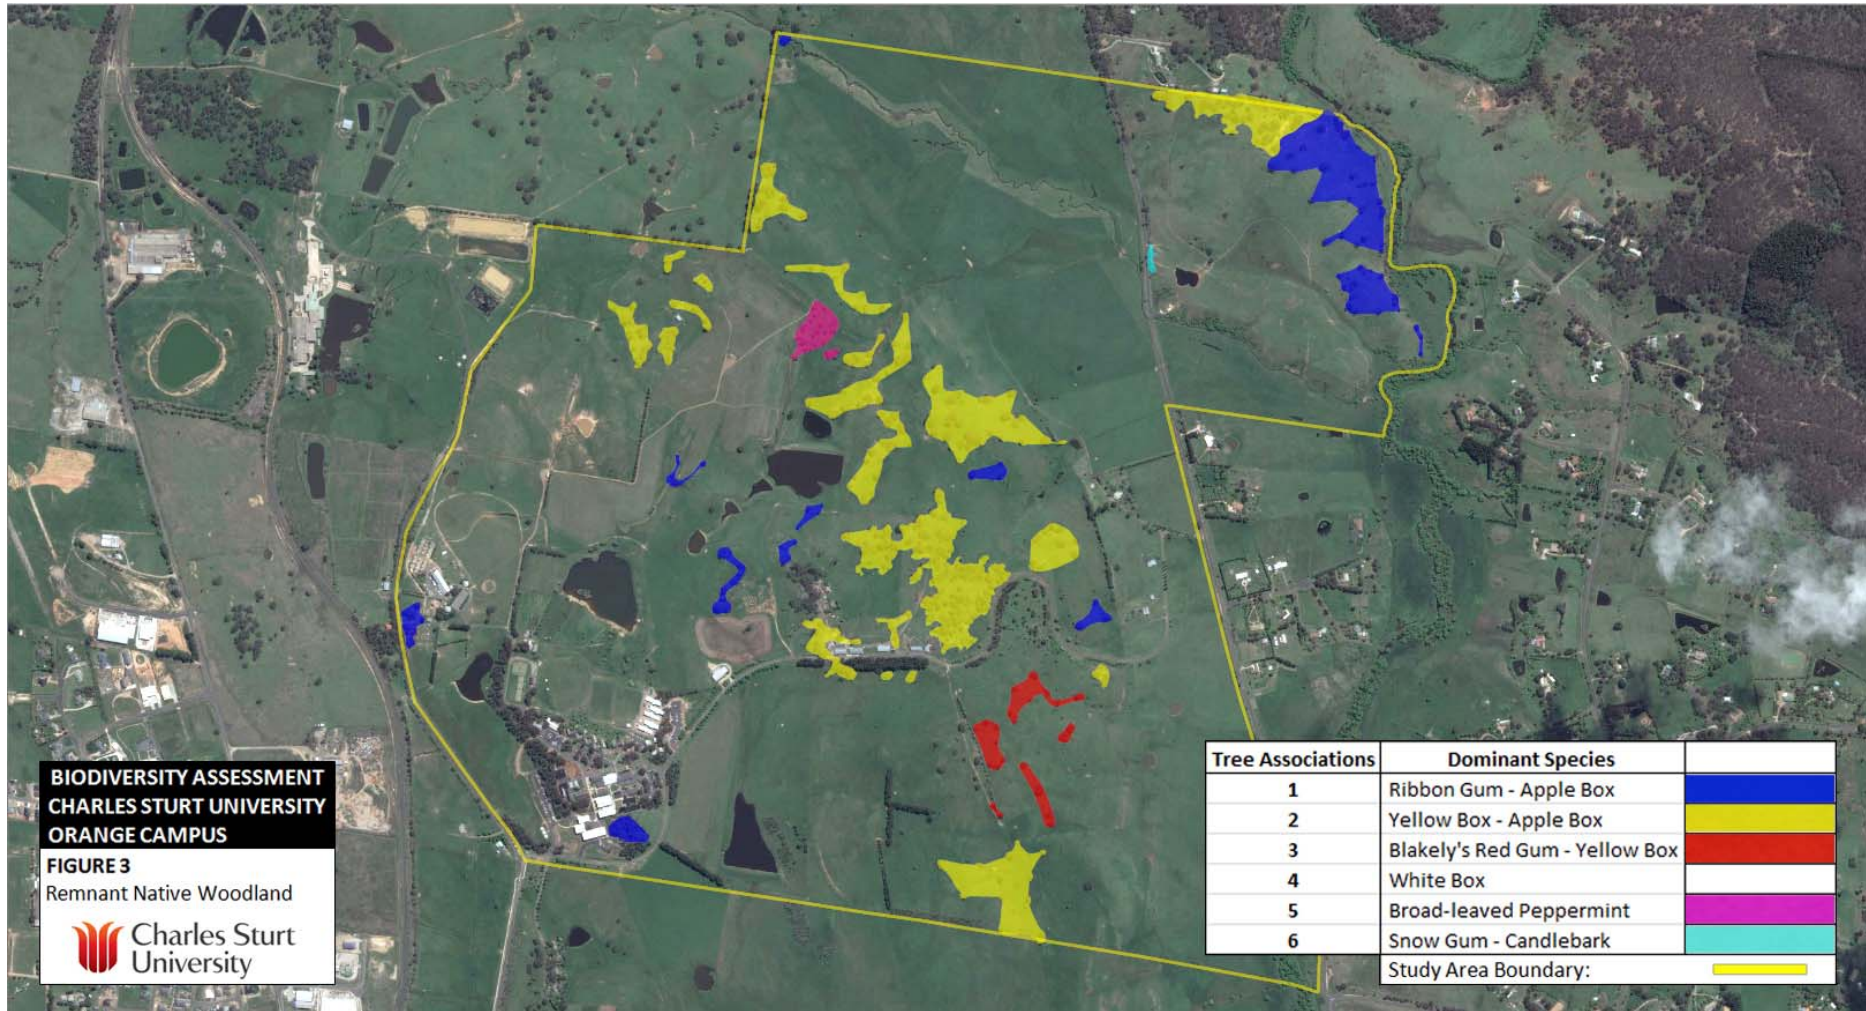 BIODIVERSITY ASSESSMENT
CHARLES STURT UNIVERSITY
ORANGE CAMPUS
FIGURE 3
Remnant Native Woodland
Charles Sturt
University
Tree Associations Dominant Species
1 Ribbon Gum - Apple Box
2 Yellow Box - Apple Box
3 Blakely's Red Gum - Yellow Box
4 White Box
5 Broad-leaved Peppermint
6 Snow Gum - Candlebark
Study Area Boundary: